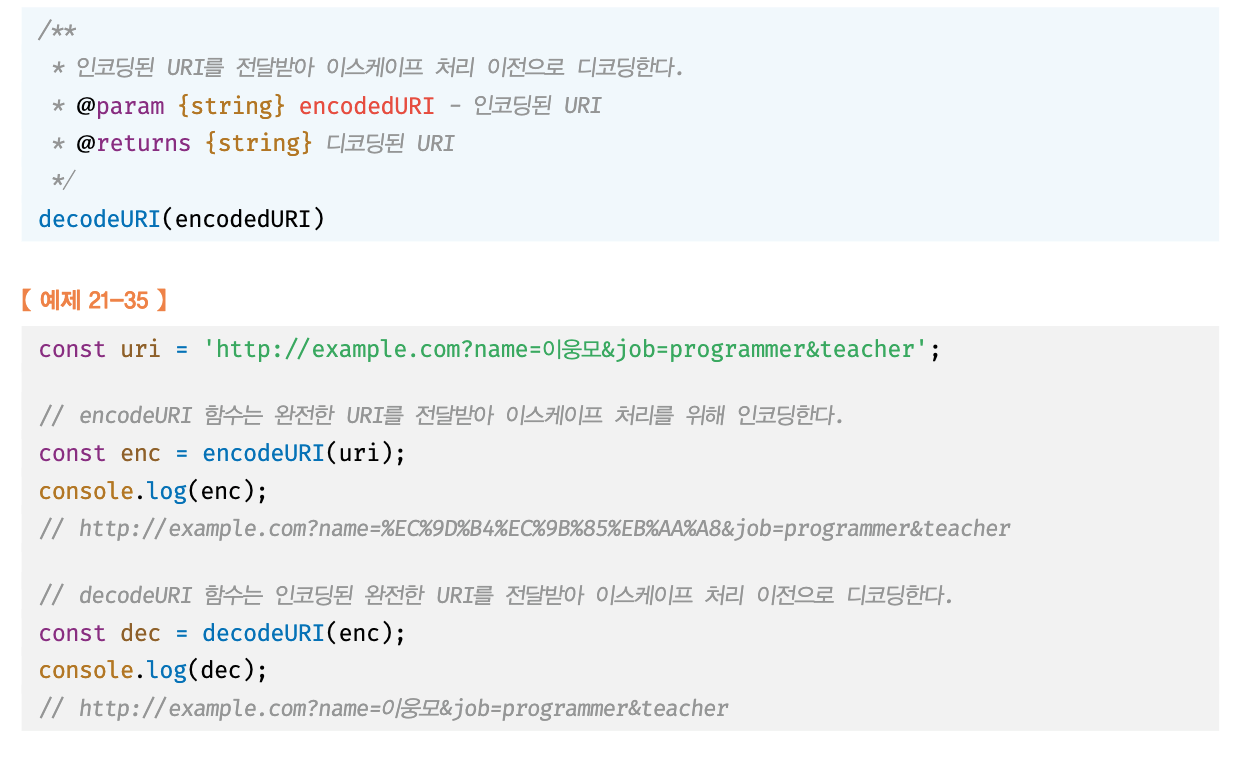 /**
 * 인코딩된 URI를 전달받아 이스케이프 처리 이전으로 디코딩한다.
 * @param {string} encodedURI - 인코딩된 URI
 * @returns {string} 디코딩된 URI
 */
decodeURI(encodedURI)
【 예제 21-35 】
const uri = 'http://example.com?name=이웅모&job=programmer&teacher';
// encodeURI 함수는 완전한 URI를 전달받아 이스케이프 처리를 위해 인코딩한다.
const enc = encodeURI(uri);
console.log(enc);
// http://example.com?name=%EC%9D%B4%EC%9B%85%EB%AA%A8&job=programmer&teacher
// decodeURI 함수는 인코딩된 완전한 URI를 전달받아 이스케이프 처리 이전으로 디코딩한다.
const dec = decodeURI(enc);
console.log(dec);
// http://example.com?name=이웅모&job=programmer&teacher